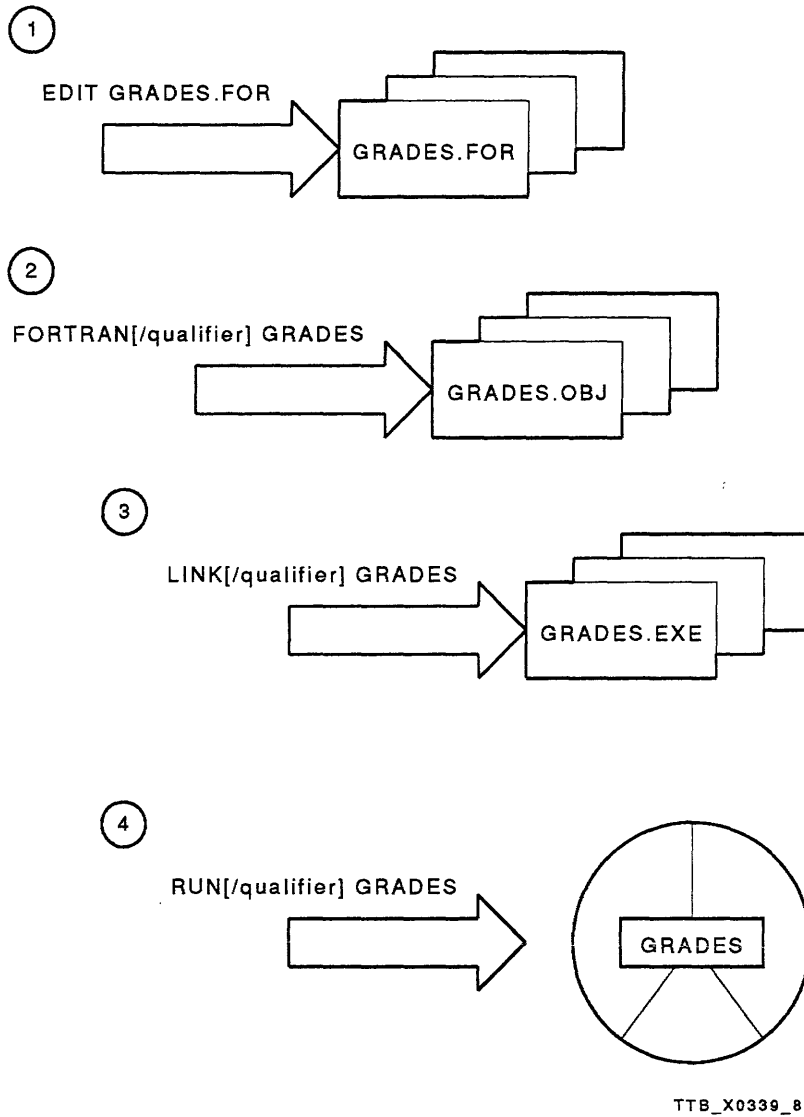 1
EDIT GRADES.FOR
GRADES.FOR
2
FORTRAN[/qualifier] GRADES
GRADES.OBJ
3
LINK[/qualifier] GRADES
GRADES.EXE
4
RUN[/qualifier] GRADES
GRADES
TTB_X0339_8